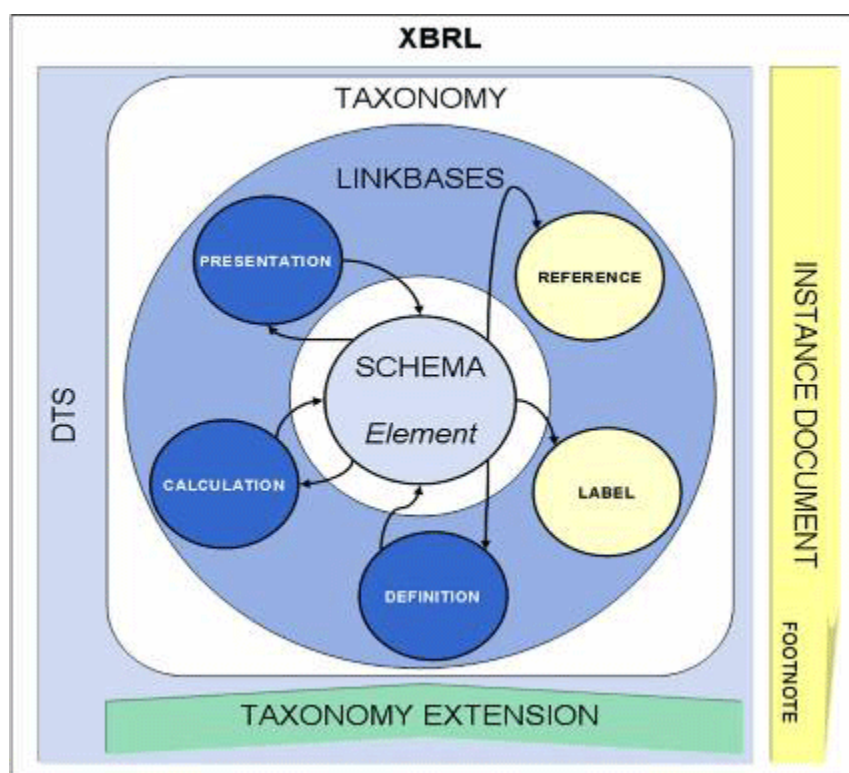 XBRL
TAXONOMY
LINKBASES
PRESENTATION
REFERENCE
SCHEMA
Element
CALCULATION
LABEL
DEFINITION
DTS
TAXONOMY EXTENSION
INSTANCE DOCUMENT
FOOTNOTE